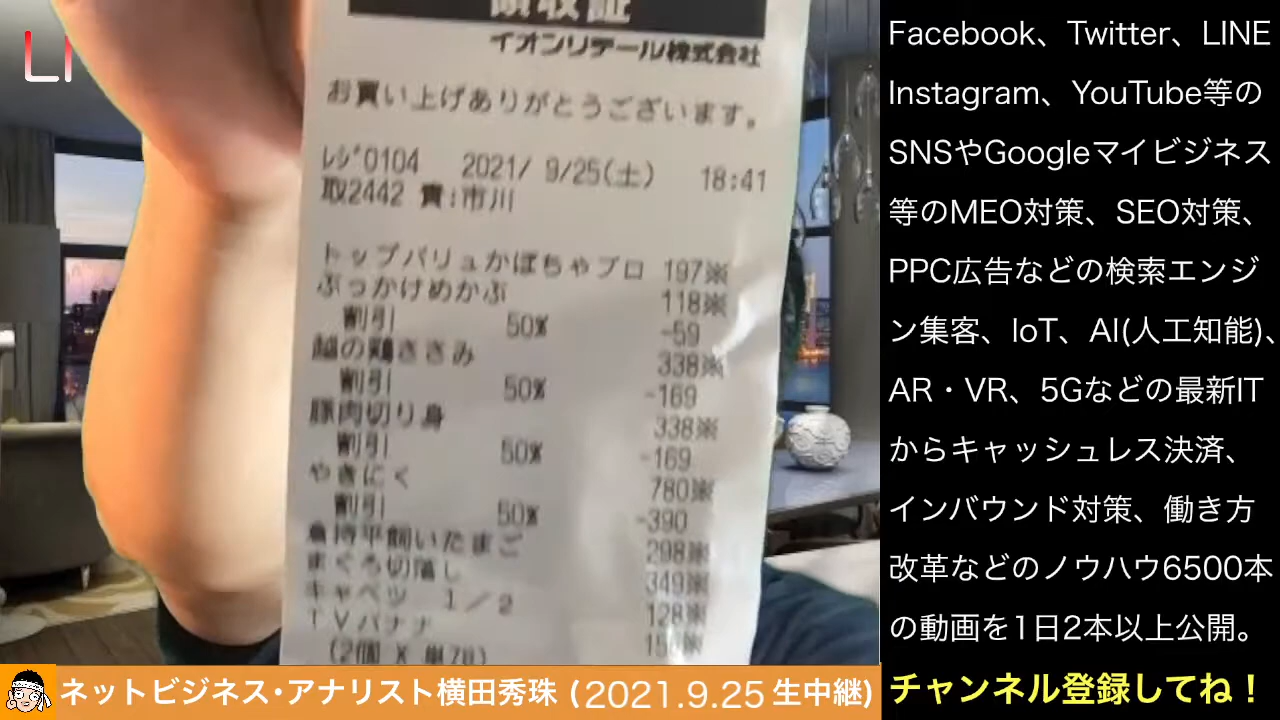 LI
領収証
イオンリテール株式会社
お買い上げありがとうございます。
ﾚｼﾞ0104 2021/ 9/25(土) 18:41
取2442 責:市川
トップバリュかぼちゃブロ 197※
ぶっかけめかぶ 118※
割引 50% -59
越の鶏ささみ 338※
割引 50% -169
豚肉切り身 338※
割引 50% -169
やきにく 780※
割引 50% -390
倉持平飼いたまご 298※
まぐろ切落し 349※
キャベツ 1/2 128※
TVバナナ 15 ※
(2個 X 単78)
ネットビジネス・アナリスト横田秀珠 (2021.9.25 生中継)
Facebook、Twitter、LINE
Instagram、YouTube等の
SNSやGoogleマイビジネス
等のMEO対策、SEO対策、
PPC広告などの検索エンジ
ン集客、IoT、AI(人工知能)、
AR・VR、5Gなどの最新IT
からキャッシュレス決済、
インバウンド対策、働き方
改革などのノウハウ6500本
の動画を1日2本以上公開。
チャンネル登録してね！